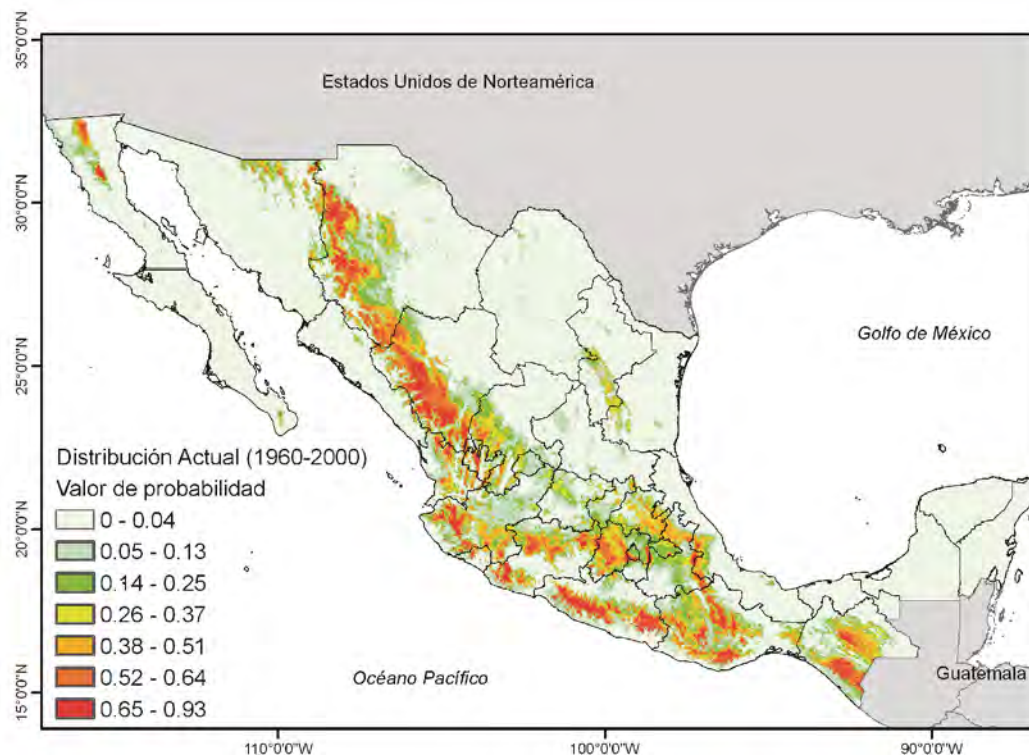 35°0'0"N
Estados Unidos de Norteamérica
30°0'0"N
Golfo de México
25°0'0"N
Distribución Actual (1960-2000)
Valor de probabilidad
0 - 0.04
0.05 - 0.13
0.14 - 0.25
0.26 - 0.37
0.38 - 0.51
0.52 - 0.64
0.65 - 0.93
20°0'0"N
15°0'0"N
Océano Pacífico
Guatemala
110°0'0"W
100°0'0"W
90°0'0"W